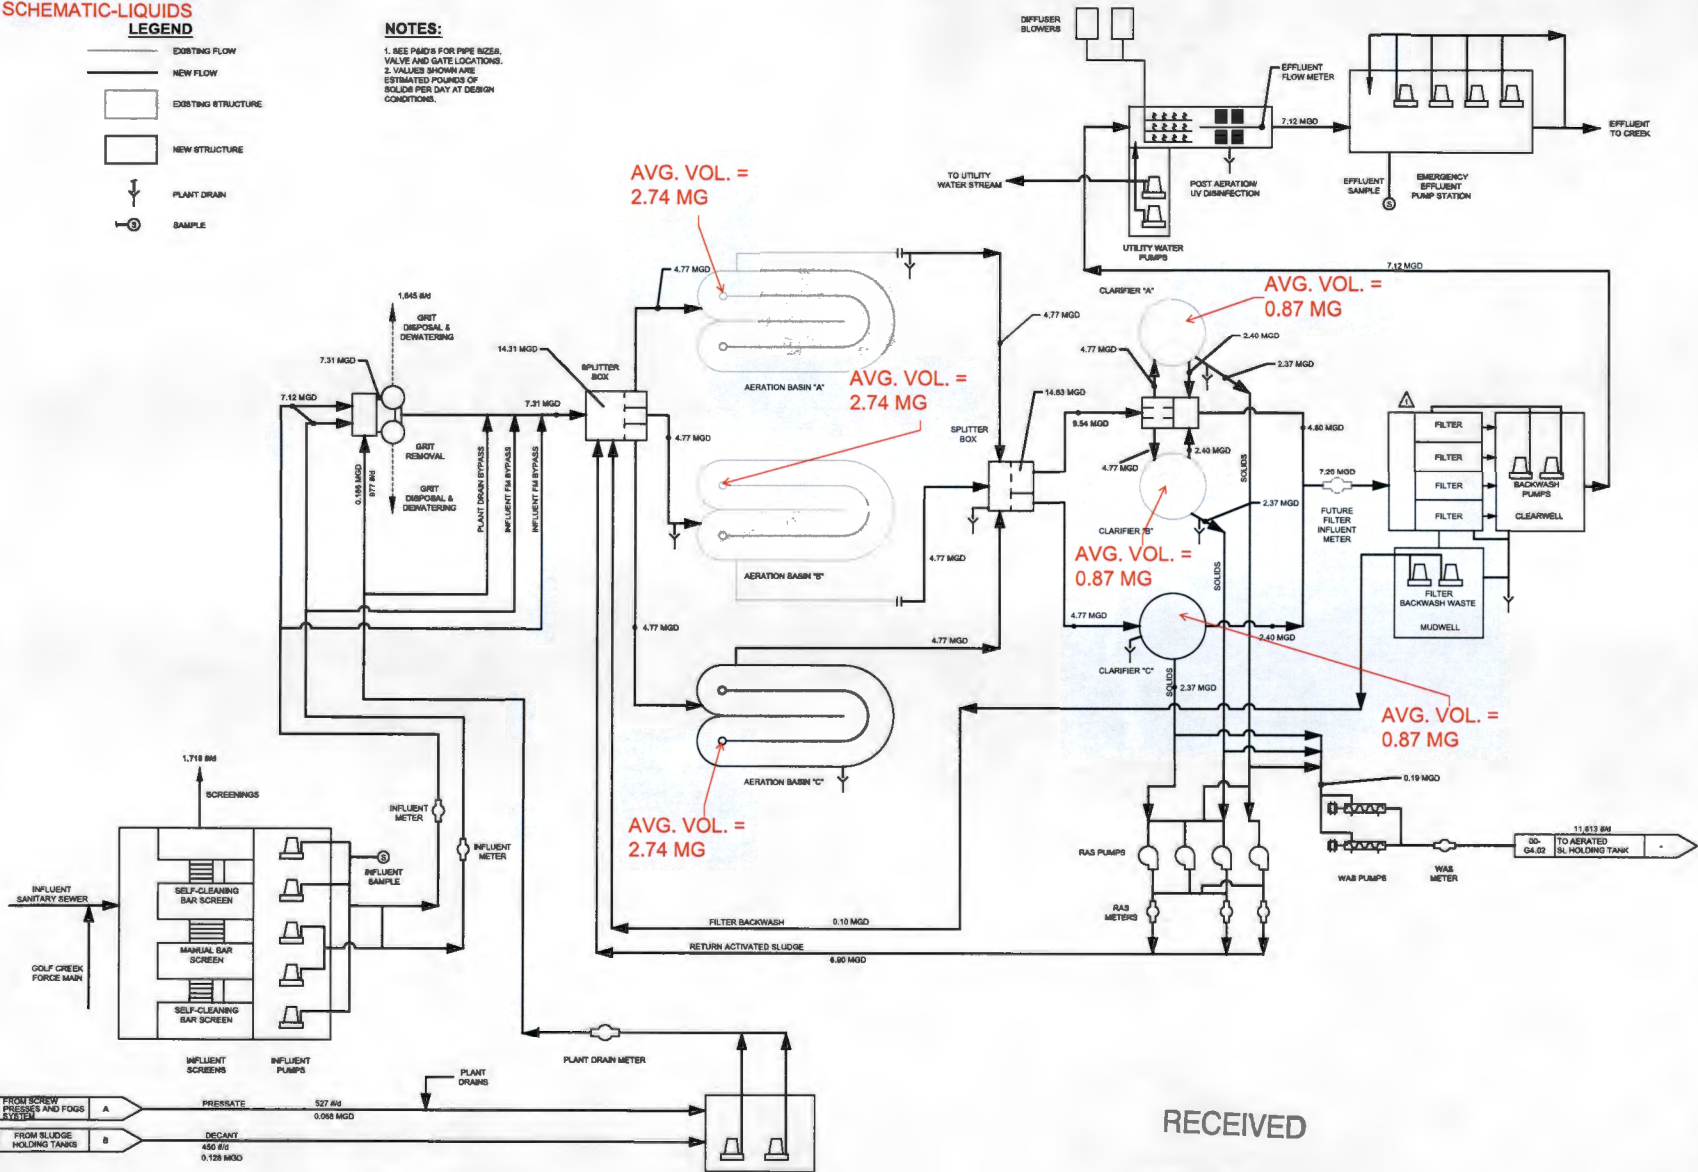 SCHEMATIC-LIQUIDS
LEGEND
EXISTING FLOW
NEW FLOW
EXISTING STRUCTURE
NEW STRUCTURE
PLANT DRAIN
S
SAMPLE
NOTES:
1. SEE P&ID'S FOR PIPE SIZES,
VALVE AND GATE LOCATIONS.
2. VALUES SHOWN ARE
ESTIMATED POUNDS OF
SOLIDS PER DAY AT DESIGN
CONDITIONS.
DIFFUSER
BLOWERS
EFFLUENT
FLOW METER
7.12 MGD
EFFLUENT
TO CREEK
TO UTILITY
WATER STREAM
POST AERATION/
UV DISINFECTION
EFFLUENT
SAMPLE
S
EMERGENCY
EFFLUENT
PUMP STATION
UTILITY WATER
PUMPS
7.12 MGD
AVG. VOL. =
2.74 MG
4.77 MGD
AERATION BASIN "A"
AVG. VOL. =
2.74 MG
4.77 MGD
AERATION BASIN "B"
4.77 MGD
4.77 MGD
AERATION BASIN "C"
AVG. VOL. =
2.74 MG
1,645 #/d
GRIT
DISPOSAL &
DEWATERING
7.31 MGD
7.12 MGD
GRIT
REMOVAL
GRIT
DISPOSAL &
DEWATERING
0.186 MGD
977 #/d
7.31 MGD
14.31 MGD
SPLITTER
BOX
PLANT DRAIN BYPASS
INFLUENT FM BYPASS
INFLUENT FM BYPASS
4.77 MGD
4.77 MGD
SPLITTER
BOX
14.63 MGD
9.54 MGD
4.77 MGD
CLARIFIER "A"
AVG. VOL. =
0.87 MG
4.77 MGD
2.40 MGD
2.37 MGD
4.77 MGD
2.40 MGD
SOLIDS
4.80 MGD
CLARIFIER "B"
2.37 MGD
AVG. VOL. =
0.87 MG
SOLIDS
CLARIFIER "C"
SOLIDS
2.37 MGD
2.40 MGD
AVG. VOL. =
0.87 MG
FUTURE
FILTER
INFLUENT
METER
1
FILTER
FILTER
FILTER
FILTER
BACKWASH
PUMPS
CLEARWELL
FILTER
BACKWASH WASTE
MUDWELL
0.19 MGD
RAS PUMPS
RAS
METERS
WAS PUMPS
WAS
METER
11,613 #/d
00-
G4.02
TO AERATED
SL HOLDING TANK
-
FILTER BACKWASH 0.10 MGD
RETURN ACTIVATED SLUDGE
6.90 MGD
1,718 #/d
SCREENINGS
INFLUENT
METER
INFLUENT
METER
S
INFLUENT
SAMPLE
INFLUENT
SANITARY SEWER
GOLF CREEK
FORCE MAIN
SELF-CLEANING
BAR SCREEN
MANUAL BAR
SCREEN
SELF-CLEANING
BAR SCREEN
INFLUENT
SCREENS
INFLUENT
PUMPS
PLANT DRAIN METER
PLANT
DRAINS
FROM SCREW
PRESSES AND FOGS
SYSTEM
A
PRESSATE 527 #/d
0.058 MGD
FROM SLUDGE
HOLDING TANKS
B
DECANT
450 #/d
0.128 MGD
RECEIVED